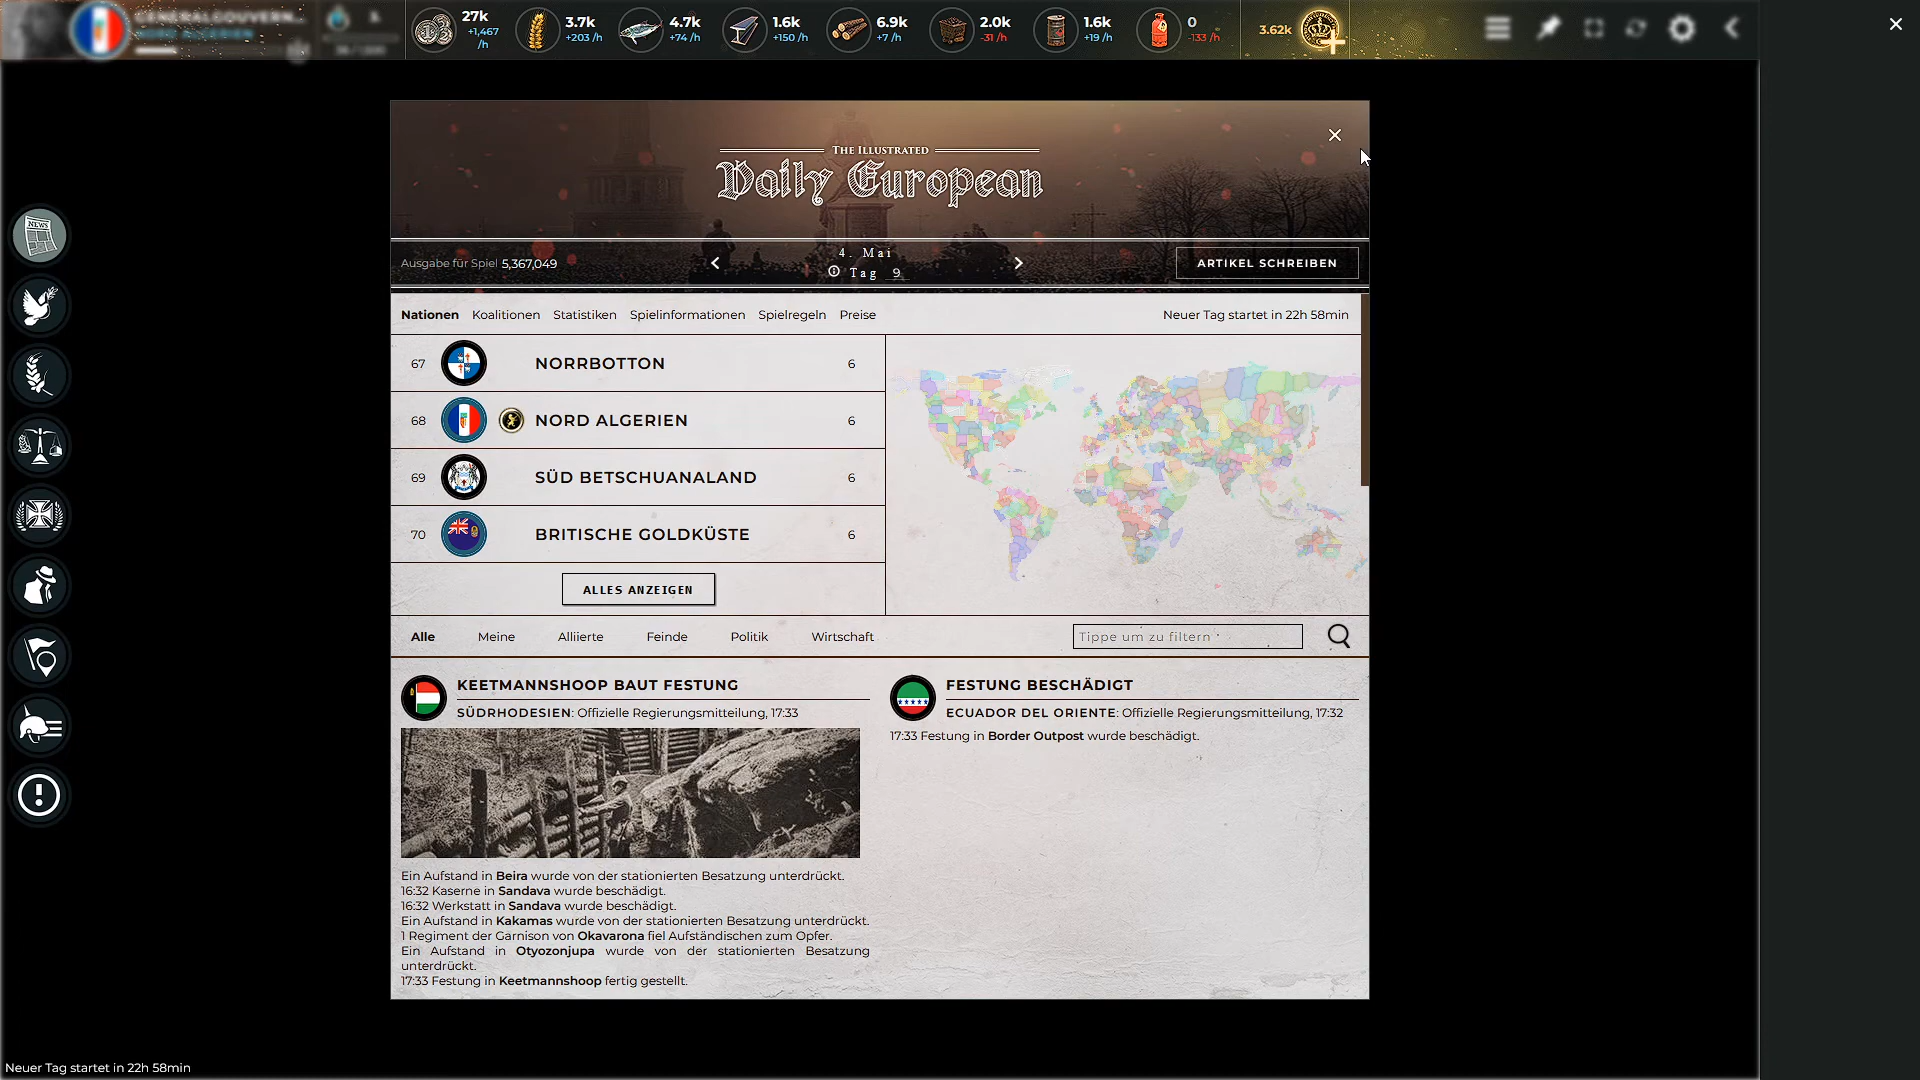 27k
+1,467
/h
3.7k
+203 /h
4.7k
+74 /h
1.6k
+150 /h
6.9k
+7 /h
2.0k
-31 /h
1.6k
+19 /h
0
-133 /h
3.62k
THE ILLUSTRATED
Daily European
Ausgabe für Spiel 5,367,049
4. Mai
Tag 9
ARTIKEL SCHREIBEN
Nationen Koalitionen Statistiken Spielinformationen Spielregeln Preise
Neuer Tag startet in 22h 58min
67 NORRBOTTON 6
68 NORD ALGERIEN 6
69 SÜD BETSCHUANALAND 6
70 BRITISCHE GOLDKÜSTE 6
ALLES ANZEIGEN
Alle Meine Alliierte Feinde Politik Wirtschaft
Tippe um zu filtern
KEETMANNSHOOP BAUT FESTUNG
SÜDRHODESIEN: Offizielle Regierungsmitteilung, 17:33
Ein Aufstand in Beira wurde von der stationierten Besatzung unterdrückt.
16:32 Kaserne in Sandava wurde beschädigt.
16:32 Werkstatt in Sandava wurde beschädigt.
Ein Aufstand in Kakamas wurde von der stationierten Besatzung unterdrückt.
1 Regiment der Garnison von Okavarona fiel Aufständischen zum Opfer.
Ein Aufstand in Otyozonjupa wurde von der stationierten Besatzung
unterdrückt.
17:33 Festung in Keetmannshoop fertig gestellt.
FESTUNG BESCHÄDIGT
ECUADOR DEL ORIENTE: Offizielle Regierungsmitteilung, 17:32
17:33 Festung in Border Outpost wurde beschädigt.
NEWS
Neuer Tag startet in 22h 58min